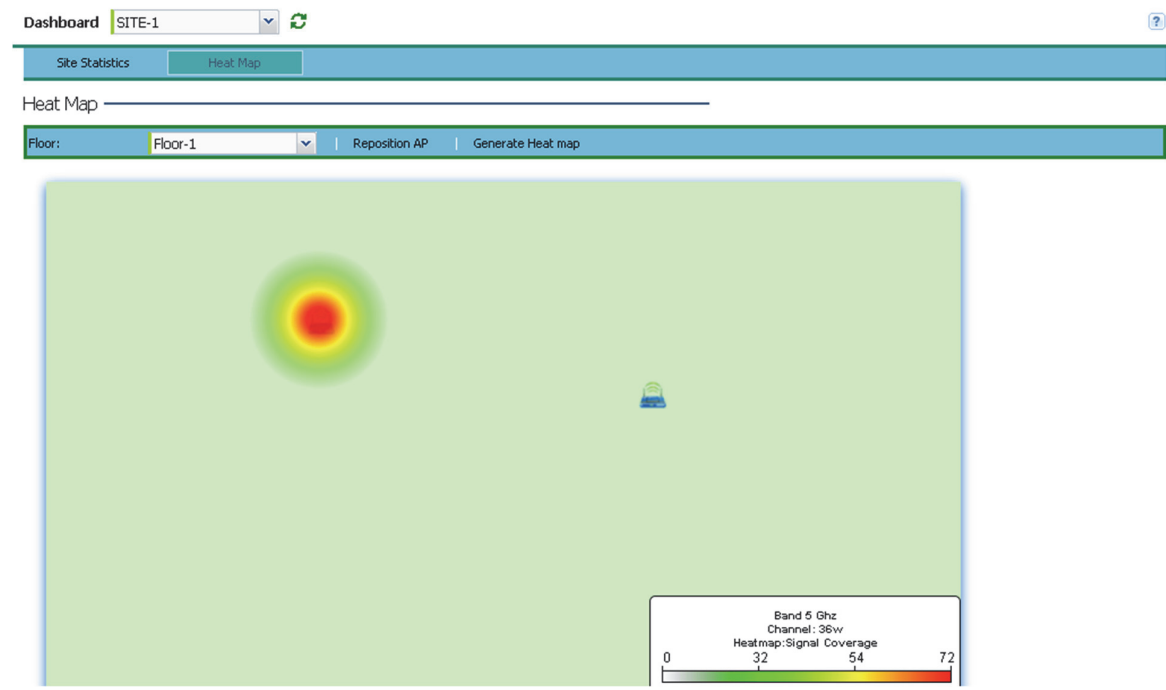 Dashboard SITE-1 ?
Site Statistics Heat Map
Heat Map
Floor: Floor-1 | Reposition AP | Generate Heat map
Band 5 Ghz
Channel: 36w
Heatmap:Signal Coverage
0 32 54 72